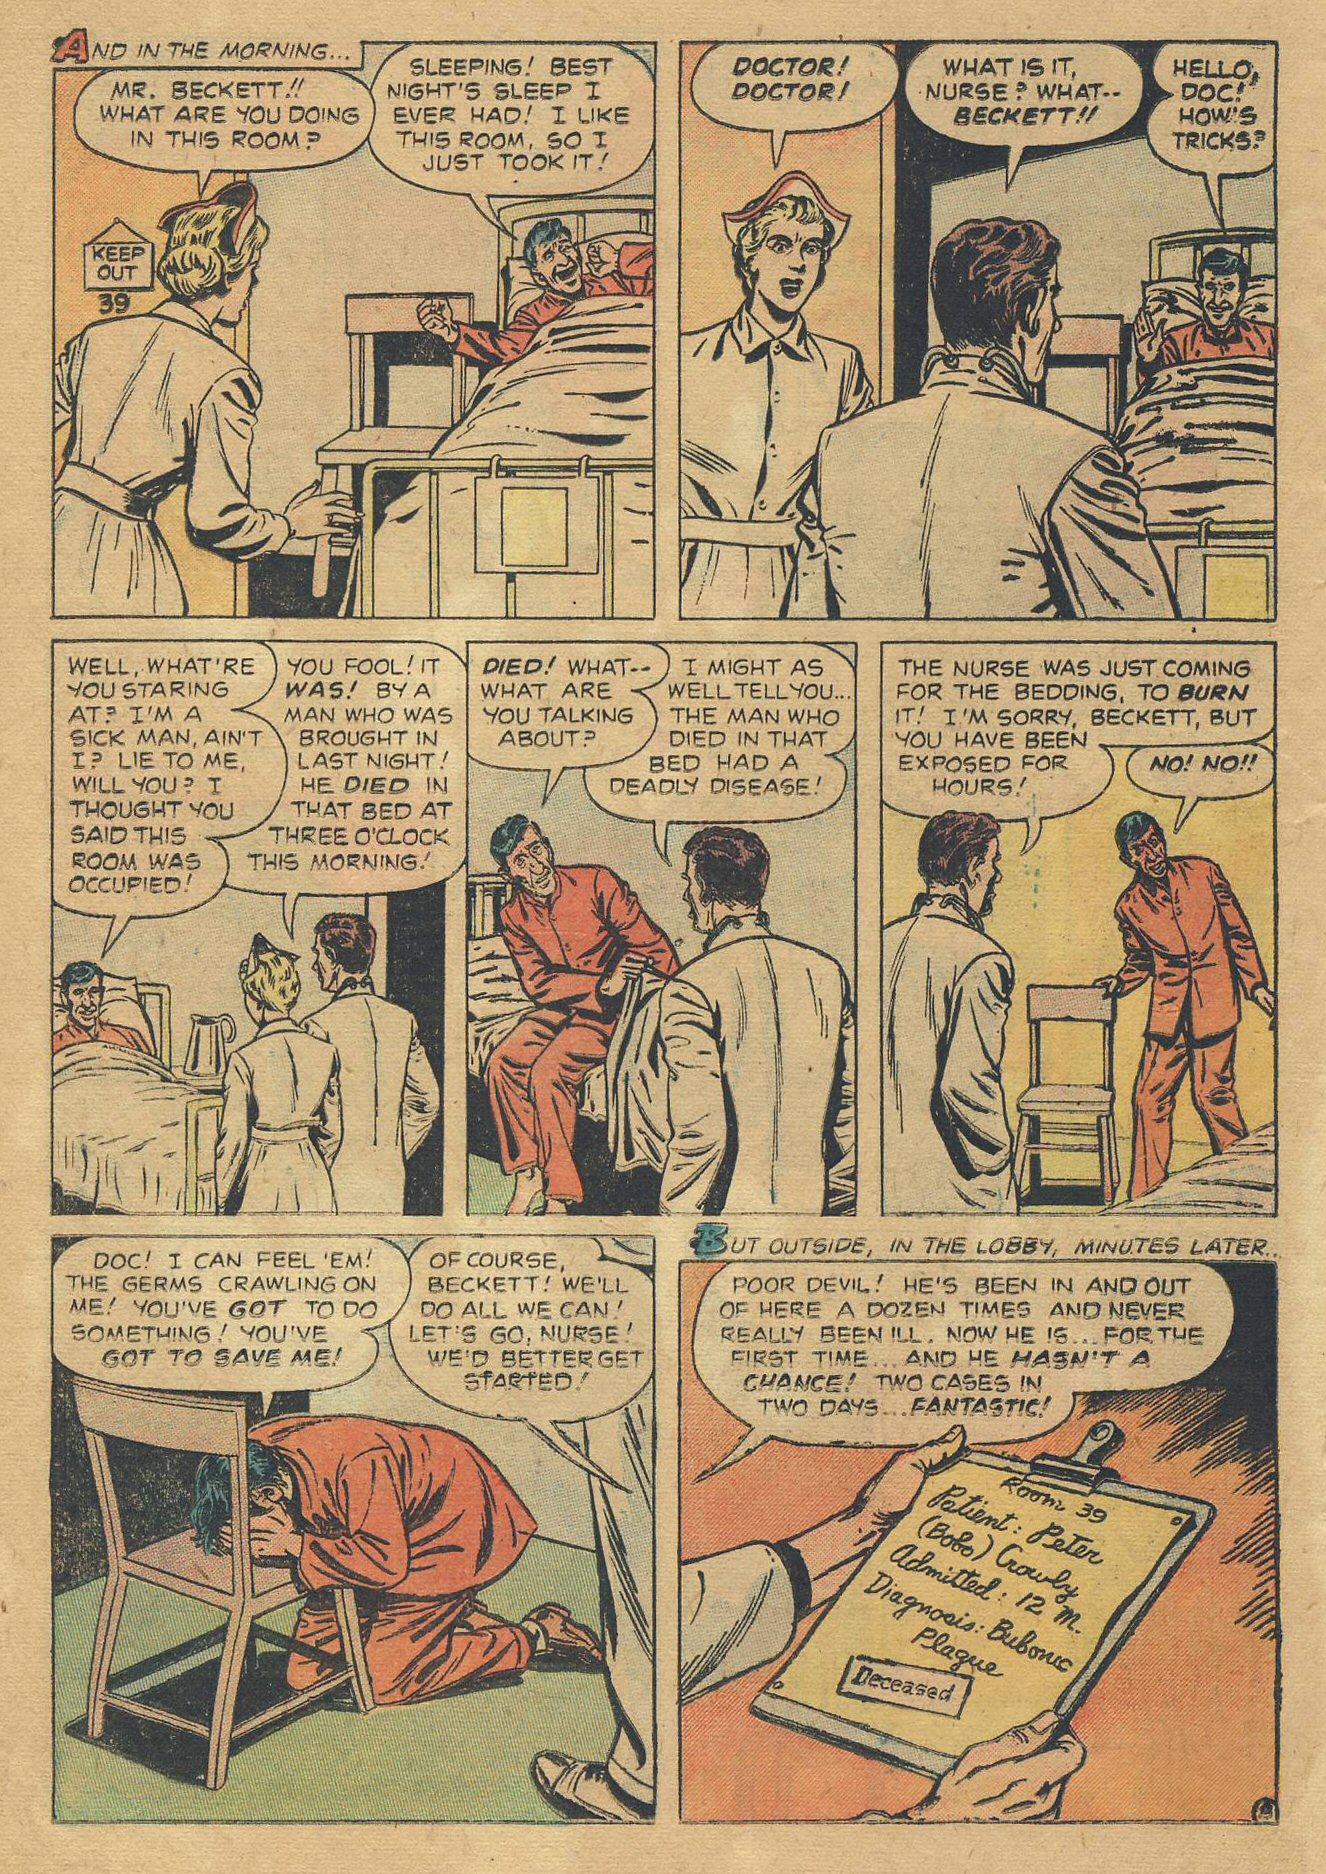 AND IN THE MORNING...
MR. BECKETT!!
WHAT ARE YOU DOING
IN THIS ROOM?
SLEEPING! BEST
NIGHT'S SLEEP I
EVER HAD! I LIKE
THIS ROOM, SO I
JUST TOOK IT!
KEEP
OUT
39
DOCTOR!
DOCTOR!
WHAT IS IT,
NURSE? WHAT--
BECKETT!!
HELLO,
DOC!
HOW'S
TRICKS?
WELL, WHAT'RE
YOU STARING
AT? I'M A
SICK MAN, AIN'T
I? LIE TO ME,
WILL YOU? I
THOUGHT YOU
SAID THIS
ROOM WAS
OCCUPIED!
YOU FOOL! IT
WAS! BY A
MAN WHO WAS
BROUGHT IN
LAST NIGHT!
HE DIED IN
THAT BED AT
THREE O'CLOCK
THIS MORNING!
DIED! WHAT--
WHAT ARE
YOU TALKING
ABOUT?
I MIGHT AS
WELL TELL YOU...
THE MAN WHO
DIED IN THAT
BED HAD A
DEADLY DISEASE!
THE NURSE WAS JUST COMING
FOR THE BEDDING, TO BURN
IT! I'M SORRY, BECKETT, BUT
YOU HAVE BEEN
EXPOSED FOR
HOURS!
NO! NO!!
DOC! I CAN FEEL 'EM!
THE GERMS CRAWLING ON
ME! YOU'VE GOT TO DO
SOMETHING! YOU'VE
GOT TO SAVE ME!
OF COURSE,
BECKETT! WE'LL
DO ALL WE CAN!
LET'S GO, NURSE!
WE'D BETTER GET
STARTED!
BUT OUTSIDE, IN THE LOBBY, MINUTES LATER...
POOR DEVIL! HE'S BEEN IN AND OUT
OF HERE A DOZEN TIMES AND NEVER
REALLY BEEN ILL. NOW HE IS...FOR THE
FIRST TIME...AND HE HASN'T A
CHANCE! TWO CASES IN
TWO DAYS...FANTASTIC!
Room 39
Patient: Peter
(Bobo) Crowly
Admitted: 12 M.
Diagnosis: Bubonic
Plague
Deceased